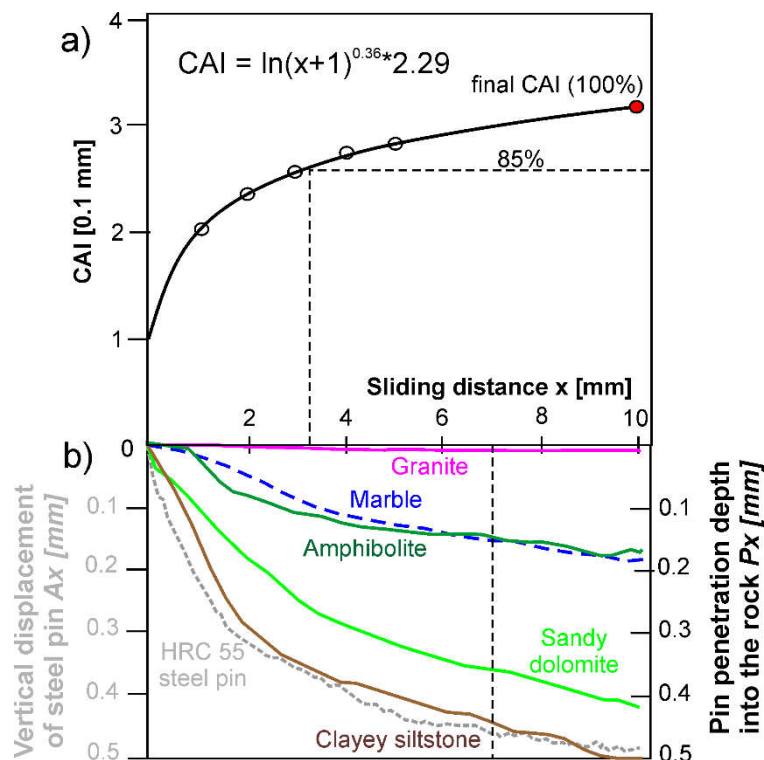 a)
CAI = ln(x+1)^0.36*2.29
final CAI (100%)
85%
CAI [0.1 mm]
4
3
2
1
Sliding distance x [mm]
2 4 6 8 10
b)
0
0.1
0.2
0.3
0.4
0.5
Vertical displacement
of steel pin Ax [mm]
Granite
Marble
Amphibolite
HRC 55
steel pin
Sandy
dolomite
Clayey siltstone
0.1
0.2
0.3
0.4
0.5
Pin penetration depth
into the rock Px [mm]